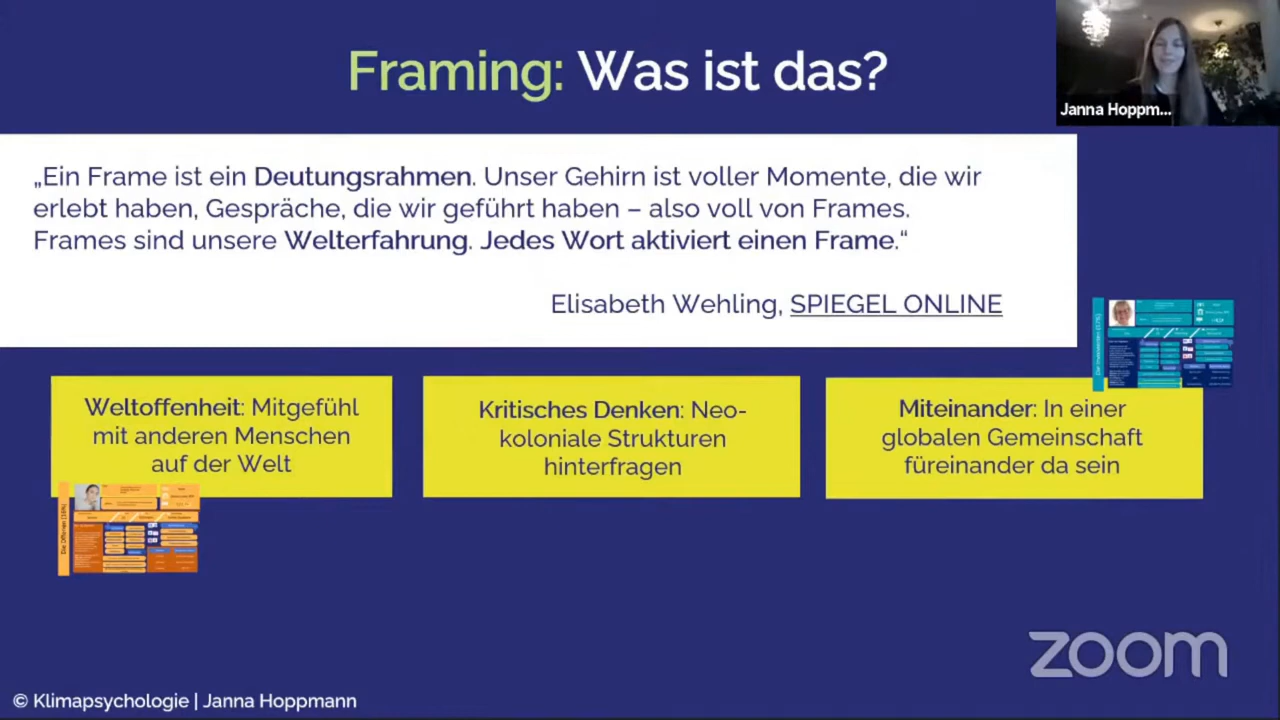 Framing: Was ist das?
Janna Hoppm...
„Ein Frame ist ein Deutungsrahmen. Unser Gehirn ist voller Momente, die wir
erlebt haben, Gespräche, die wir geführt haben – also voll von Frames.
Frames sind unsere Welterfahrung. Jedes Wort aktiviert einen Frame.“
Elisabeth Wehling, SPIEGEL ONLINE
Weltoffenheit: Mitgefühl
mit anderen Menschen
auf der Welt
Kritisches Denken: Neo-
koloniale Strukturen
hinterfragen
Miteinander: In einer
globalen Gemeinschaft
füreinander da sein
zoom
© Klimapsychologie | Janna Hoppmann